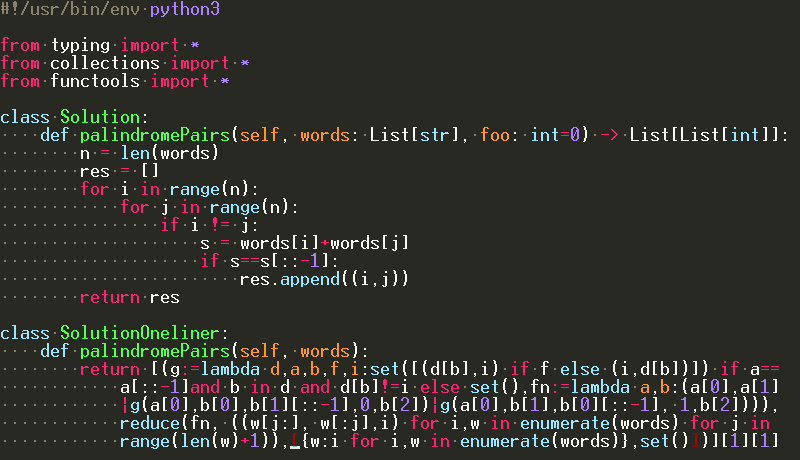 #!/usr/bin/env python3
from typing import *
from collections import *
from functools import *
class Solution:
    def palindromePairs(self, words: List[str], foo: int=0) -> List[List[int]]:
        n = len(words)
        res = []
        for i in range(n):
            for j in range(n):
                if i != j:
                    s = words[i]+words[j]
                    if s==s[::-1]:
                        res.append((i,j))
        return res
class SolutionOneliner:
    def palindromePairs(self, words):
        return [(g:=lambda d,a,b,f,i:set([(d[b],i) if f else (i,d[b])]) if a==
            a[::-1]and b in d and d[b]!=i else set(),fn:=lambda a,b:(a[0],a[1]
            |g(a[0],b[0],b[1][::-1],0,b[2])|g(a[0],b[1],b[0][::-1], 1,b[2])))),
            reduce(fn, ((w[j:], w[:j],i) for i,w in enumerate(words) for j in
            range(len(w)+1)),({w:i for i,w in enumerate(words)},set()))][1][1]